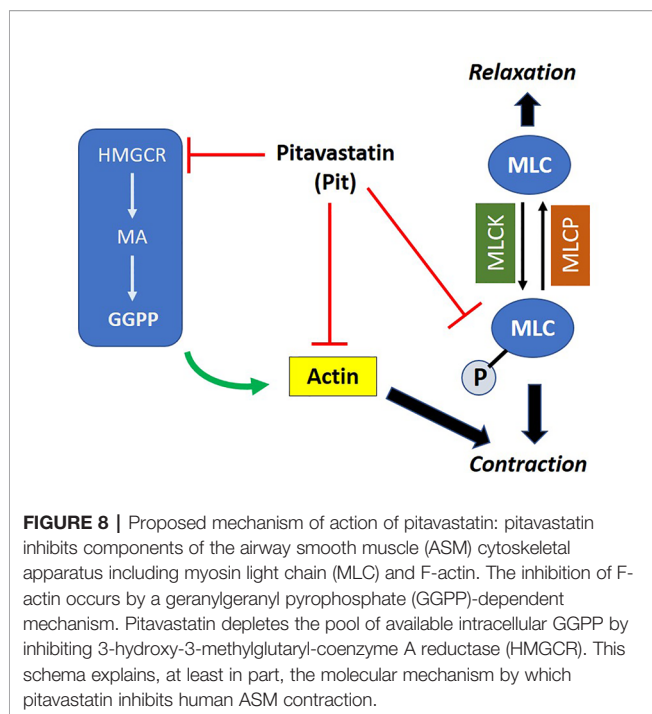 Relaxation
HMGCR
Pitavastatin
(Pit)
MLC
MA
MLCK
MLCP
GGPP
MLC
P
Actin
Contraction
FIGURE 8 | Proposed mechanism of action of pitavastatin: pitavastatin
inhibits components of the airway smooth muscle (ASM) cytoskeletal
apparatus including myosin light chain (MLC) and F-actin. The inhibition of F-
actin occurs by a geranylgeranyl pyrophosphate (GGPP)-dependent
mechanism. Pitavastatin depletes the pool of available intracellular GGPP by
inhibiting 3-hydroxy-3-methylglutaryl-coenzyme A reductase (HMGCR). This
schema explains, at least in part, the molecular mechanism by which
pitavastatin inhibits human ASM contraction.